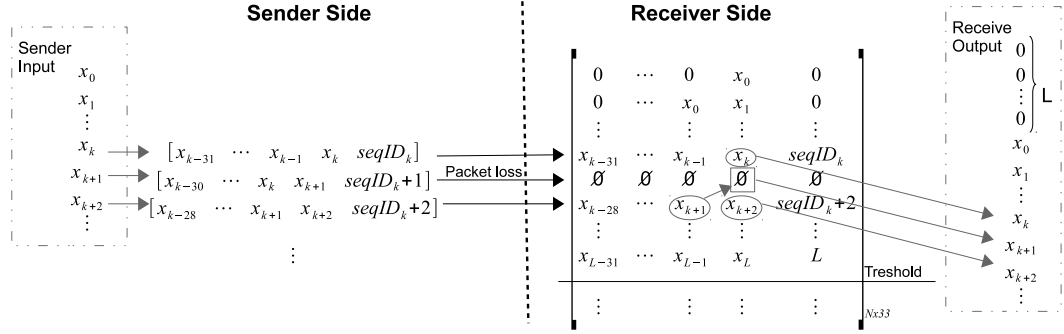 Sender Side
Receiver Side
Sender
Input
x_0
x_1
⋮
x_k
x_{k+1}
x_{k+2}
⋮
[x_{k-31} ⋯ x_{k-1} x_k seqID_k]
[x_{k-30} ⋯ x_k x_{k+1} seqID_k+1]
[x_{k-28} ⋯ x_{k+1} x_{k+2} seqID_k+2]
⋮
Packet loss
0 ⋯ 0 x_0 0
0 ⋯ x_0 x_1 0
⋮ ⋮ ⋮ ⋮
x_{k-31} ⋯ x_{k-1} x_k seqID_k
Ø Ø Ø Ø Ø
x_{k-28} ⋯ x_{k+1} x_{k+2} seqID_k+2
⋮ ⋮ ⋮ ⋮
x_{L-31} ⋯ x_{L-1} x_L L
Treshold
⋮ ⋮ ⋮ ⋮
Nx33
Receive
Output
0
0
⋮
0
L
x_0
x_1
⋮
x_k
x_{k+1}
x_{k+2}
⋮